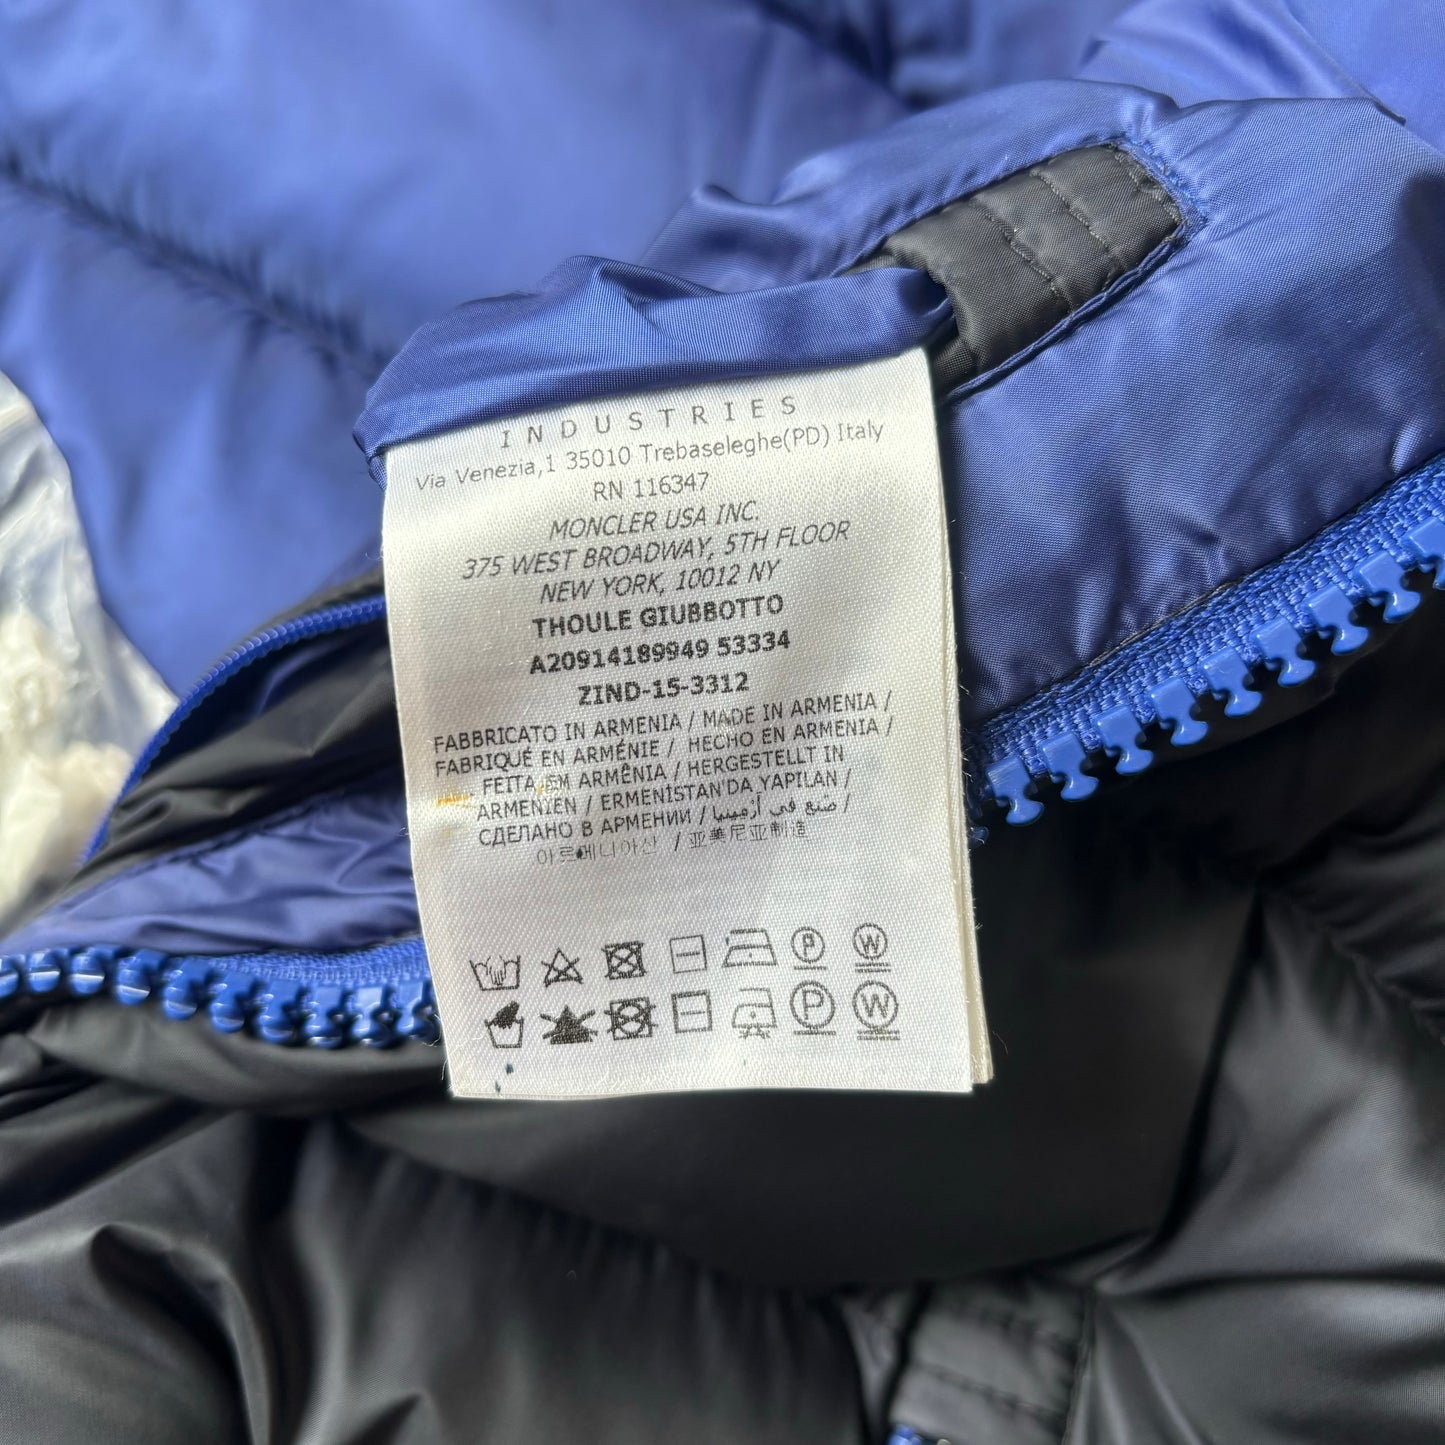 INDUSTRIES
Via Venezia,1 35010 Trebaseleghe(PD) Italy
RN 116347
MONCLER USA INC.
375 WEST BROADWAY, 5TH FLOOR
NEW YORK, 10012 NY
THOULE GIUBBOTTO
A20914189949 53334
ZIND-15-3312
FABBRICATO IN ARMENIA / MADE IN ARMENIA /
FABRIQUÉ EN ARMÉNIE / HECHO EN ARMENIA /
FEITA EM ARMÊNIA / HERGESTELLT IN
ARMENIEN / ERMENİSTAN'DA YAPILAN /
СДЕЛАНО В АРМЕНИИ / صنع في أرمينيا /
아르메니아산 / 亚美尼亚制造
P W
P W